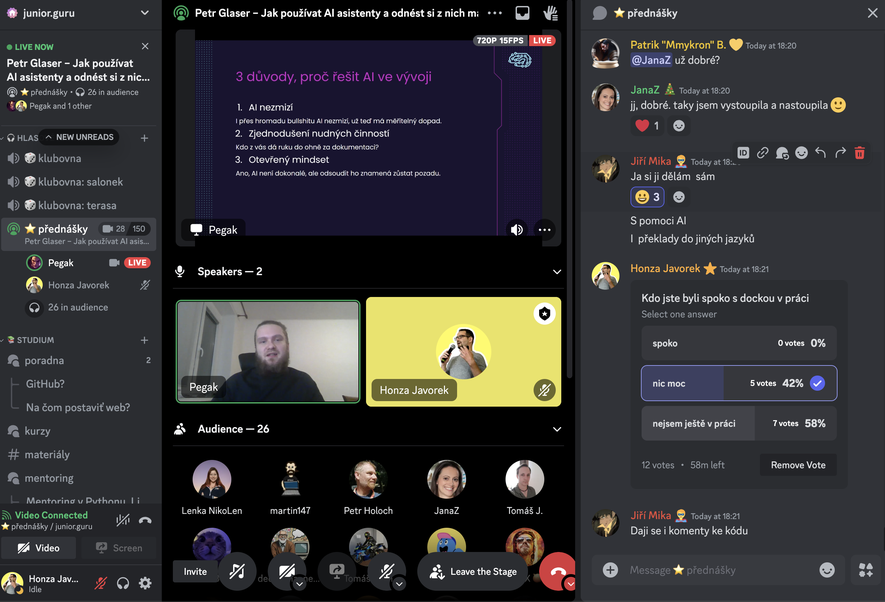 junior.guru
LIVE NOW
Petr Glaser – Jak používat
AI asistenty a odnést si z nic...
přednášky • 26 in audience
Pegak and 1 other
HLAS
NEW UNREADS
klubovna
klubovna: salonek
klubovna: terasa
přednášky 28 150
Petr Glaser – Jak používat AI asis...
Pegak LIVE
Honza Javorek
26 in audience
STUDIUM
poradna 2
GitHub?
Na čom postaviť web?
kurzy
materiály
mentoring
Mentoring v Pythonu, Li
Video Connected
přednášky / junior.guru
Video Screen
Honza Jav...
Idle
Petr Glaser – Jak používat AI asistenty a odnést si z nich ma
720P 15FPS LIVE
3 důvody, proč řešit AI ve vývoji
1. AI nezmizí
I přes hromadu bullshitu AI nezmizí, už teď má měřitelný dopad.
2. Zjednodušení nudných činností
Kdo z vás dá ruku do ohně za dokumentaci?
3. Otevřený mindset
Ano, AI není dokonalé, ale odsoudit ho znamená zůstat pozadu.
Pegak
Speakers — 2
Pegak
Honza Javorek
Audience — 26
Lenka NikoLen martin147 Petr Holoch JanaZ Tomáš J.
Invite
Leave the Stage
přednášky
Patrik "Mmykron" B. Today at 18:20
@JanaZ už dobré?
JanaZ Today at 18:20
jj, dobré. taky jsem vystoupila a nastoupila
1
Jiří Mika Today at 18:...
ID
Ja si ji dělám sám
3
S pomoci AI
I překlady do jiných jazyků
Honza Javorek Today at 18:21
Kdo jste byli spoko s dockou v práci
Select one answer
spoko 0 votes 0%
nic moc 5 votes 42%
nejsem ještě v práci 7 votes 58%
12 votes • 58m left Remove Vote
Jiří Mika Today at 18:21
Daji se i komenty ke kódu
Message přednášky